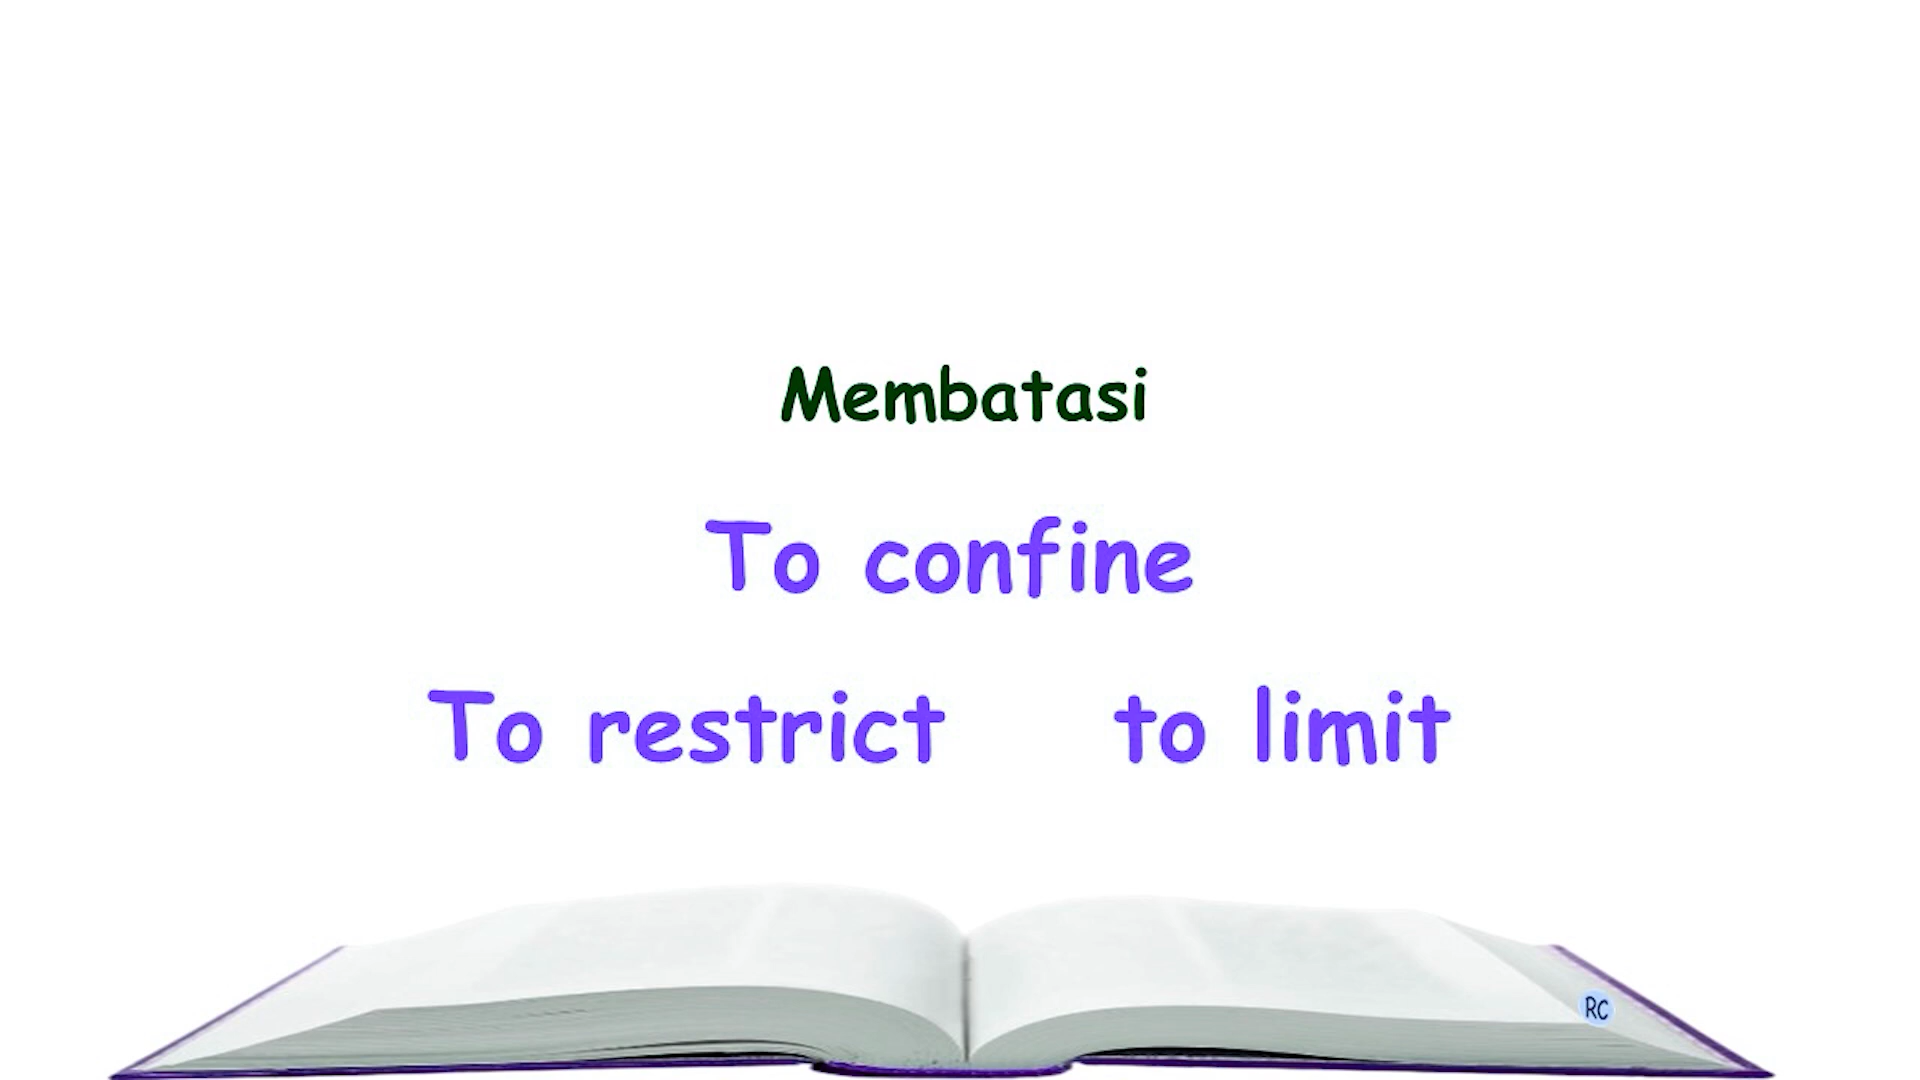 Membatasi
To confine
To restrict to limit
RC